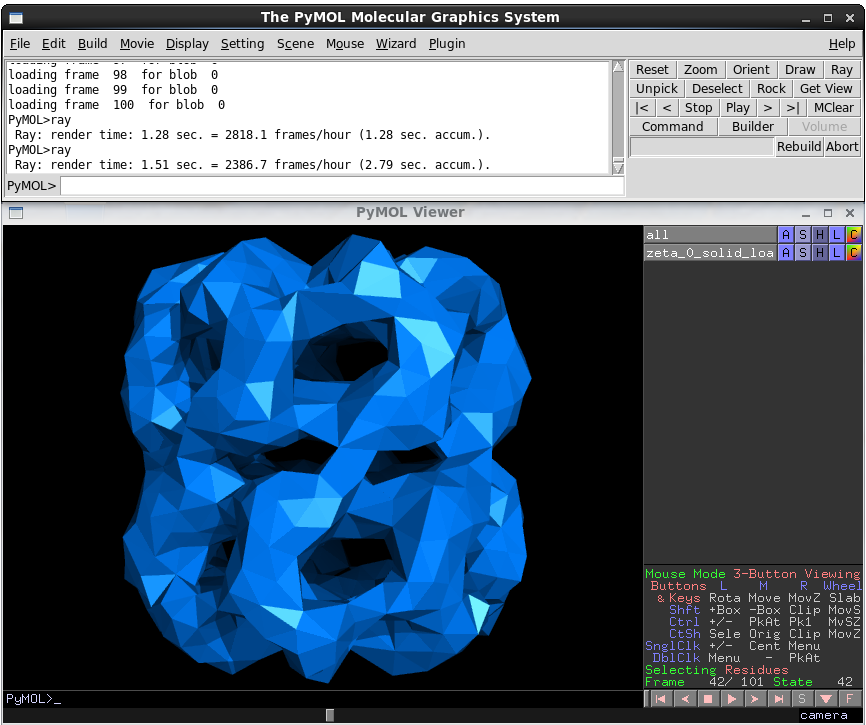 The PyMOL Molecular Graphics System
File Edit Build Movie Display Setting Scene Mouse Wizard Plugin Help
loading frame 98 for blob 0
loading frame 99 for blob 0
loading frame 100 for blob 0
PyMOL>ray
Ray: render time: 1.28 sec. = 2818.1 frames/hour (1.28 sec. accum.).
PyMOL>ray
Ray: render time: 1.51 sec. = 2386.7 frames/hour (2.79 sec. accum.).
PyMOL>
Reset Zoom Orient Draw Ray
Unpick Deselect Rock Get View
|< < Stop Play > >| MClear
Command Builder Volume
Rebuild Abort
PyMOL Viewer
all A S H L C
zeta_0_solid_loa A S H L C
Mouse Mode 3-Button Viewing
Buttons L M R Wheel
& Keys Rota Move MovZ Slab
Shft +Box -Box Clip MovS
Ctrl +/- PkAt Pk1 MvSZ
CtSh Sele Orig Clip MovZ
SnglClk +/- Cent Menu
DblClk Menu - PkAt
Selecting Residues
Frame 42/ 101 State 42
PyMOL>_
S F
camera